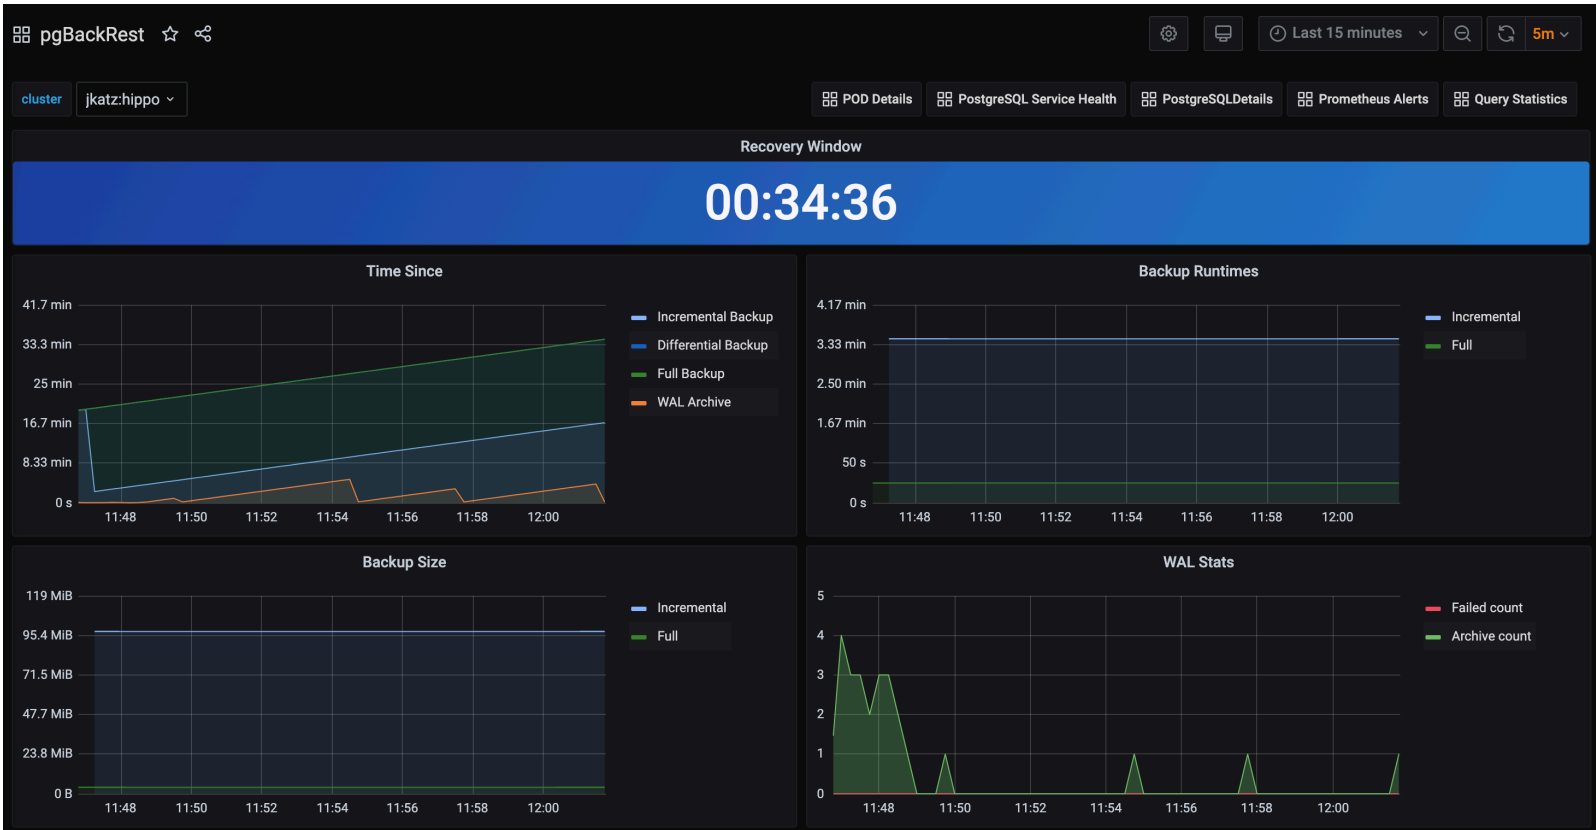 pgBackRest
Last 15 minutes
5m
cluster
jkatz:hippo
POD Details
PostgreSQL Service Health
PostgreSQLDetails
Prometheus Alerts
Query Statistics
Recovery Window
00:34:36
Time Since
41.7 min
33.3 min
25 min
16.7 min
8.33 min
0 s
11:48 11:50 11:52 11:54 11:56 11:58 12:00
Incremental Backup
Differential Backup
Full Backup
WAL Archive
Backup Runtimes
4.17 min
3.33 min
2.50 min
1.67 min
50 s
0 s
11:48 11:50 11:52 11:54 11:56 11:58 12:00
Incremental
Full
Backup Size
119 MiB
95.4 MiB
71.5 MiB
47.7 MiB
23.8 MiB
0 B
11:48 11:50 11:52 11:54 11:56 11:58 12:00
Incremental
Full
WAL Stats
5
4
3
2
1
0
11:48 11:50 11:52 11:54 11:56 11:58 12:00
Failed count
Archive count